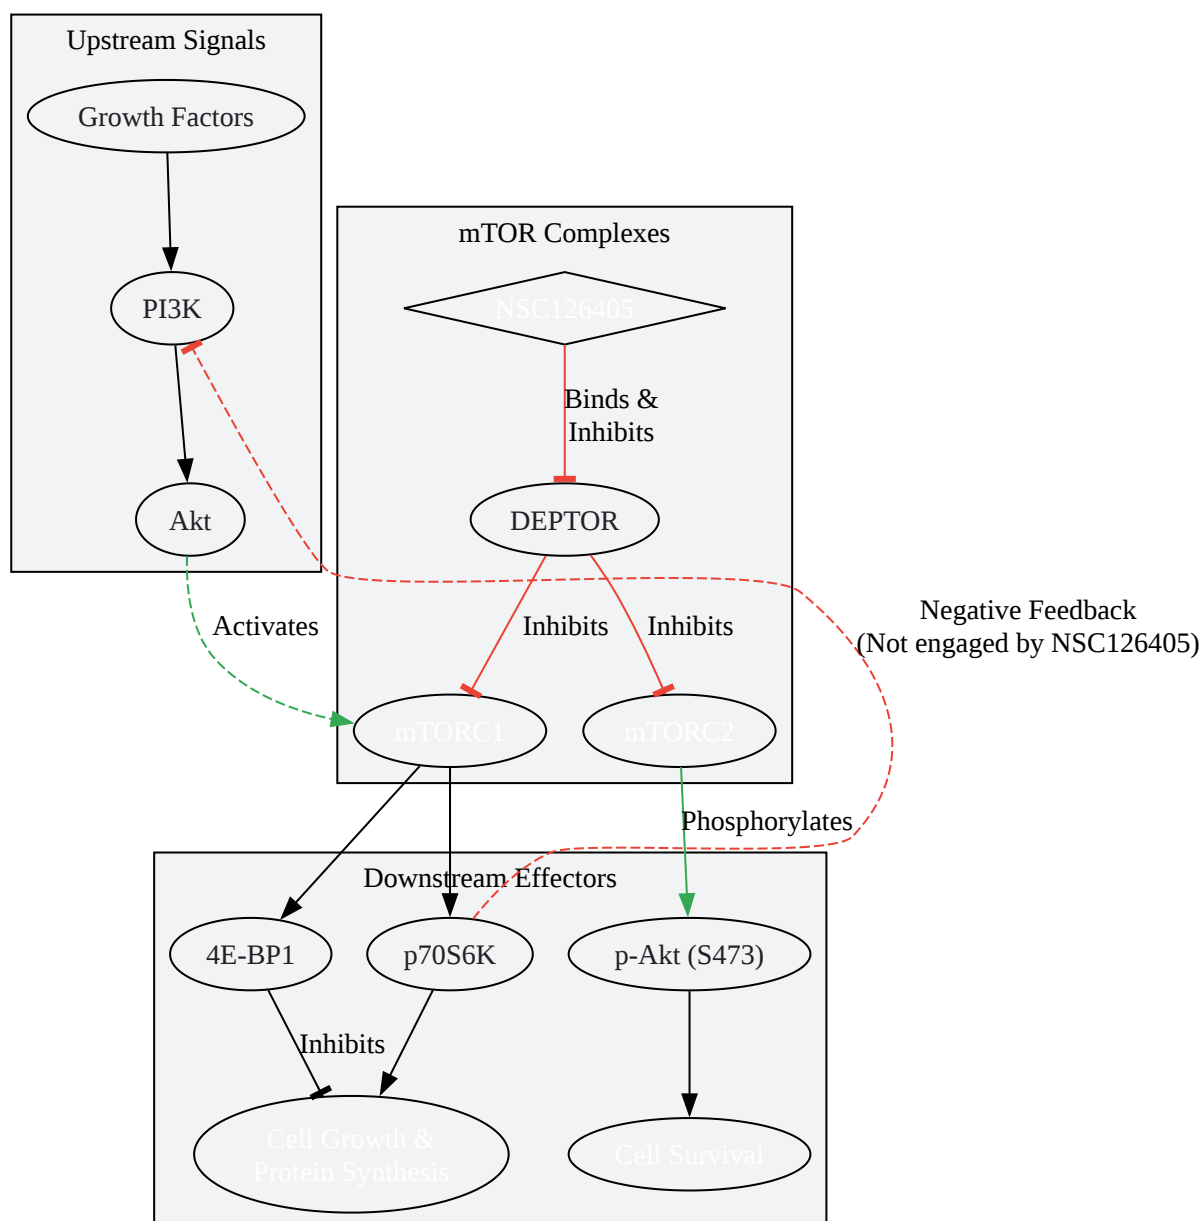 Upstream Signals
Growth Factors
mTOR Complexes
PI3K
NSC126405
Binds &
Inhibits
Akt
DEPTOR
Activates
Inhibits
Inhibits
Negative Feedback
(Not engaged by NSC126405)
mTORC1
mTORC2
Phosphorylates
Downstream Effectors
4E-BP1
p70S6K
p-Akt (S473)
Inhibits
Cell Growth &
Protein Synthesis
Cell Survival